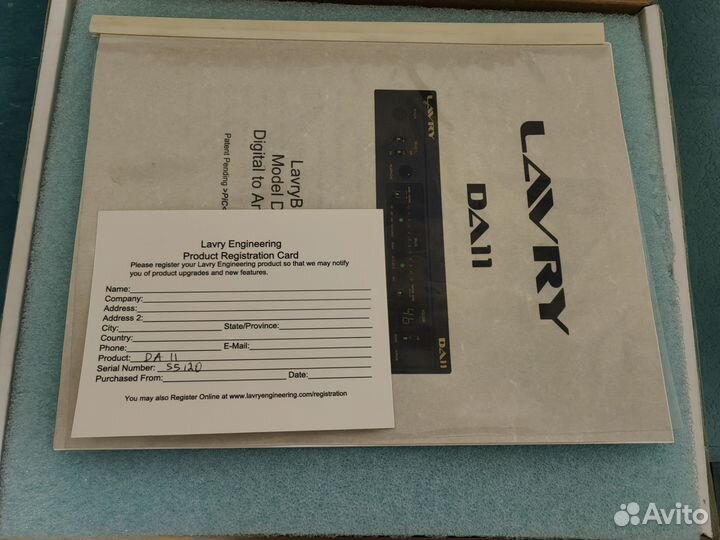 LAVRY
DA11
LAVRY
46
DA11
LavryB
Model D
Digital to An
Patent Pending >PIC<
Lavry Engineering
Product Registration Card
Please register your Lavry Engineering product so that we may notify
you of product upgrades and new features.
Name:
Company:
Address:
Address 2:
City: State/Province:
Country:
Phone: E-Mail:
Product: DA 11
Serial Number: 55120
Purchased From: Date:
You may also Register Online at www.lavryengineering.com/registration
Avito